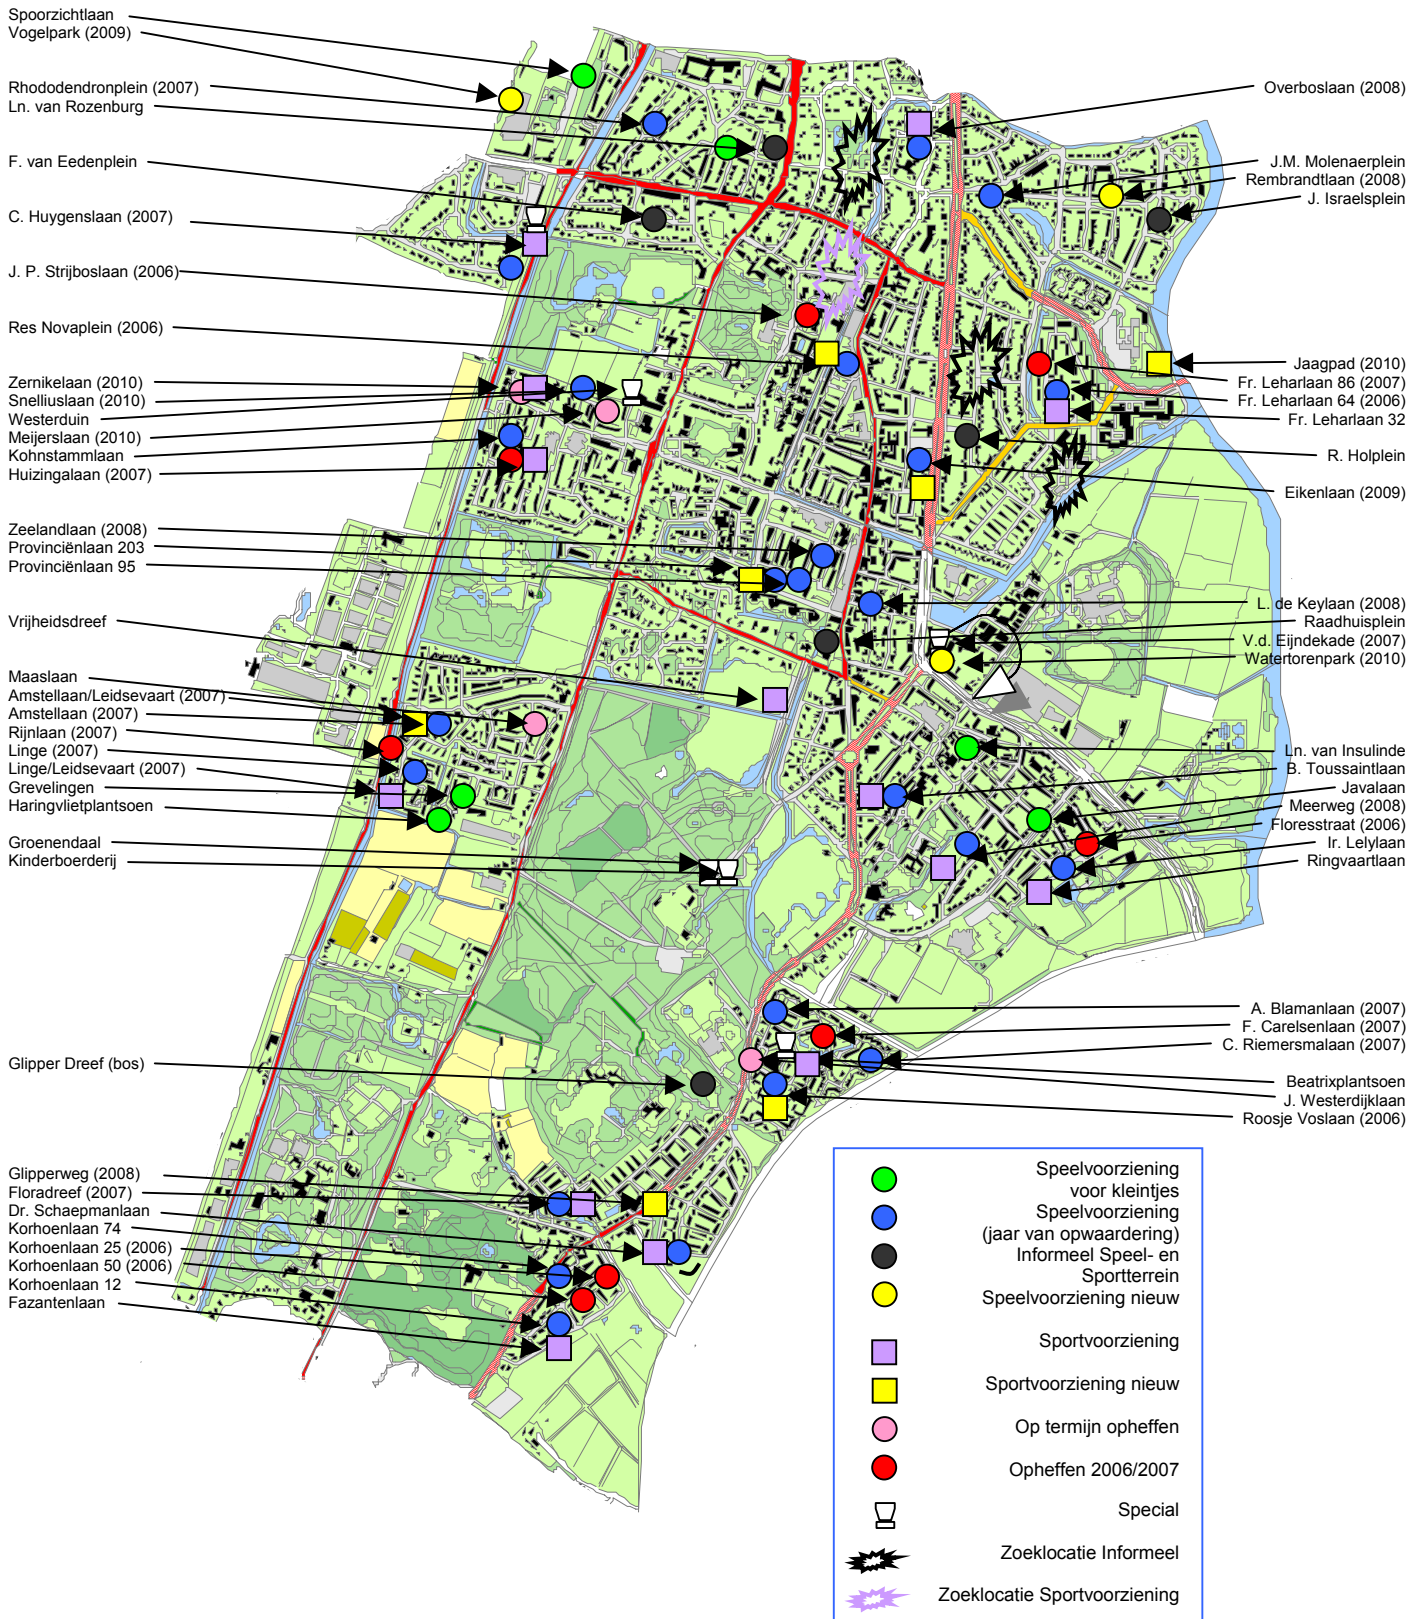 Spoorzichtlaan
Vogelpark (2009)
Rhododendronplein (2007)
Ln. van Rozenburg
F. van Eedenplein
C. Huygenslaan (2007)
J. P. Strijboslaan (2006)
Res Novaplein (2006)
Zernikelaan (2010)
Snelliuslaan (2010)
Westerduin
Meijerslaan (2010)
Kohnstammlaan
Huizingalaan (2007)
Zeelandlaan (2008)
Provinciënlaan 203
Provinciënlaan 95
Vrijheidsdreef
Maaslaan
Amstellaan/Leidsevaart (2007)
Amstellaan (2007)
Rijnlaan (2007)
Linge (2007)
Linge/Leidsevaart (2007)
Grevelingen
Haringvlietplantsoen
Groenendaal
Kinderboerderij
Glipper Dreef (bos)
Glipperweg (2008)
Floradreef (2007)
Dr. Schaepmanlaan
Korhoenlaan 74
Korhoenlaan 25 (2006)
Korhoenlaan 50 (2006)
Korhoenlaan 12
Fazantenlaan
Overboslaan (2008)
J.M. Molenaerplein
Rembrandtlaan (2008)
J. Israelsplein
Jaagpad (2010)
Fr. Leharlaan 86 (2007)
Fr. Leharlaan 64 (2006)
Fr. Leharlaan 32
R. Holplein
Eikenlaan (2009)
L. de Keylaan (2008)
Raadhuisplein
V.d. Eijndekade (2007)
Watertorenpark (2010)
Ln. van Insulinde
B. Toussaintlaan
Javalaan
Meerweg (2008)
Floresstraat (2006)
Ir. Lelylaan
Ringvaartlaan
A. Blamanlaan (2007)
F. Carelsenlaan (2007)
C. Riemersmalaan (2007)
Beatrixplantsoen
J. Westerdijklaan
Roosje Voslaan (2006)
Speelvoorziening
voor kleintjes
Speelvoorziening
(jaar van opwaardering)
Informeel Speel- en
Sportterrein
Speelvoorziening nieuw
Sportvoorziening
Sportvoorziening nieuw
Op termijn opheffen
Opheffen 2006/2007
Special
Zoeklocatie Informeel
Zoeklocatie Sportvoorziening